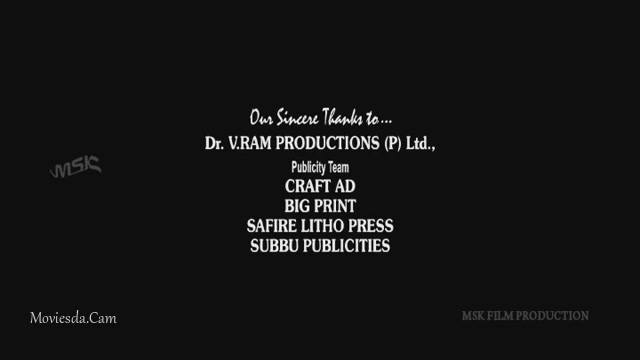 Our Sincere Thanks to...
Dr. V.RAM PRODUCTIONS (P) Ltd.,
Publicity Team
CRAFT AD
BIG PRINT
SAFIRE LITHO PRESS
SUBBU PUBLICITIES
MSK
Moviesda.Cam
MSK FILM PRODUCTION